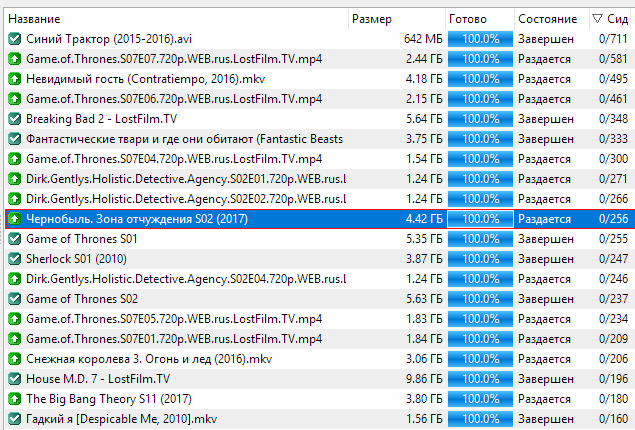 Название Размер Готово Состояние Сид
Синий Трактор (2015-2016).avi 642 МБ 100.0% Завершен 0/711
Game.of.Thrones.S07E07.720p.WEB.rus.LostFilm.TV.mp4 2.44 ГБ 100.0% Раздается 0/581
Невидимый гость (Contratiempo, 2016).mkv 4.18 ГБ 100.0% Раздается 0/495
Game.of.Thrones.S07E06.720p.WEB.rus.LostFilm.TV.mp4 2.15 ГБ 100.0% Раздается 0/461
Breaking Bad 2 - LostFilm.TV 5.64 ГБ 100.0% Завершен 0/348
Фантастические твари и где они обитают (Fantastic Beasts 3.75 ГБ 100.0% Завершен 0/333
Game.of.Thrones.S07E04.720p.WEB.rus.LostFilm.TV.mp4 1.54 ГБ 100.0% Раздается 0/300
Dirk.Gentlys.Holistic.Detective.Agency.S02E01.720p.WEB.rus.L 1.24 ГБ 100.0% Раздается 0/271
Dirk.Gentlys.Holistic.Detective.Agency.S02E02.720p.WEB.rus.L 1.24 ГБ 100.0% Раздается 0/266
Чернобыль. Зона отчуждения S02 (2017) 4.42 ГБ 100.0% Раздается 0/256
Game of Thrones S01 5.35 ГБ 100.0% Завершен 0/255
Sherlock S01 (2010) 3.87 ГБ 100.0% Завершен 0/247
Dirk.Gentlys.Holistic.Detective.Agency.S02E04.720p.WEB.rus.L 1.24 ГБ 100.0% Раздается 0/246
Game of Thrones S02 5.63 ГБ 100.0% Завершен 0/237
Game.of.Thrones.S07E05.720p.WEB.rus.LostFilm.TV.mp4 1.83 ГБ 100.0% Раздается 0/234
Game.of.Thrones.S07E01.720p.WEB.rus.LostFilm.TV.mp4 1.84 ГБ 100.0% Раздается 0/209
Снежная королева 3. Огонь и лед (2016).mkv 3.06 ГБ 100.0% Раздается 0/206
House M.D. 7 - LostFilm.TV 9.86 ГБ 100.0% Завершен 0/196
The Big Bang Theory S11 (2017) 3.80 ГБ 100.0% Раздается 0/180
Гадкий я [Despicable Me, 2010].mkv 1.56 ГБ 100.0% Завершен 0/160